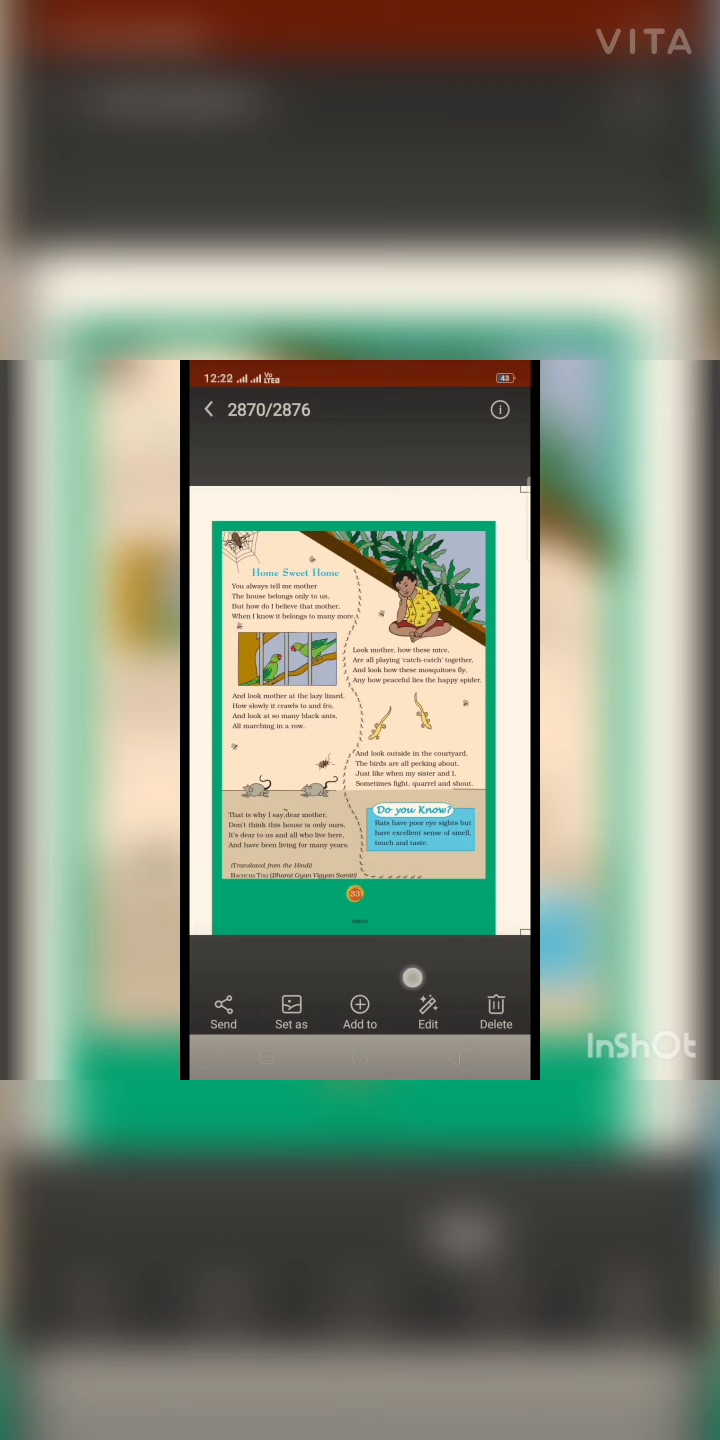 VITA
12:22
Vo
LTE
43
2870/2876
Home Sweet Home
You always tell me mother
The house belongs only to us,
But how do I believe that mother,
When I know it belongs to many more.
Look mother, how these mice,
Are all playing 'catch-catch' together,
And look how these mosquitoes fly,
Any how peaceful lies the happy spider.
And look mother at the lazy lizard,
How slowly it crawls to and fro,
And look at so many black ants,
All marching in a row.
And look outside in the courtyard,
The birds are all pecking about,
Just like when my sister and I,
Sometimes fight, quarrel and shout.
That is why I say,dear mother,
Don't think this house is only ours,
It's dear to us and all who live here,
And have been living for many years.
Do you Know?
Rats have poor eye sights but
have excellent sense of smell,
touch and taste.
(Translated from the Hindi)
(Bharat Gyan Vigyan Samiti)
33
Send
Set as
Add to
Edit
Delete
InShOt